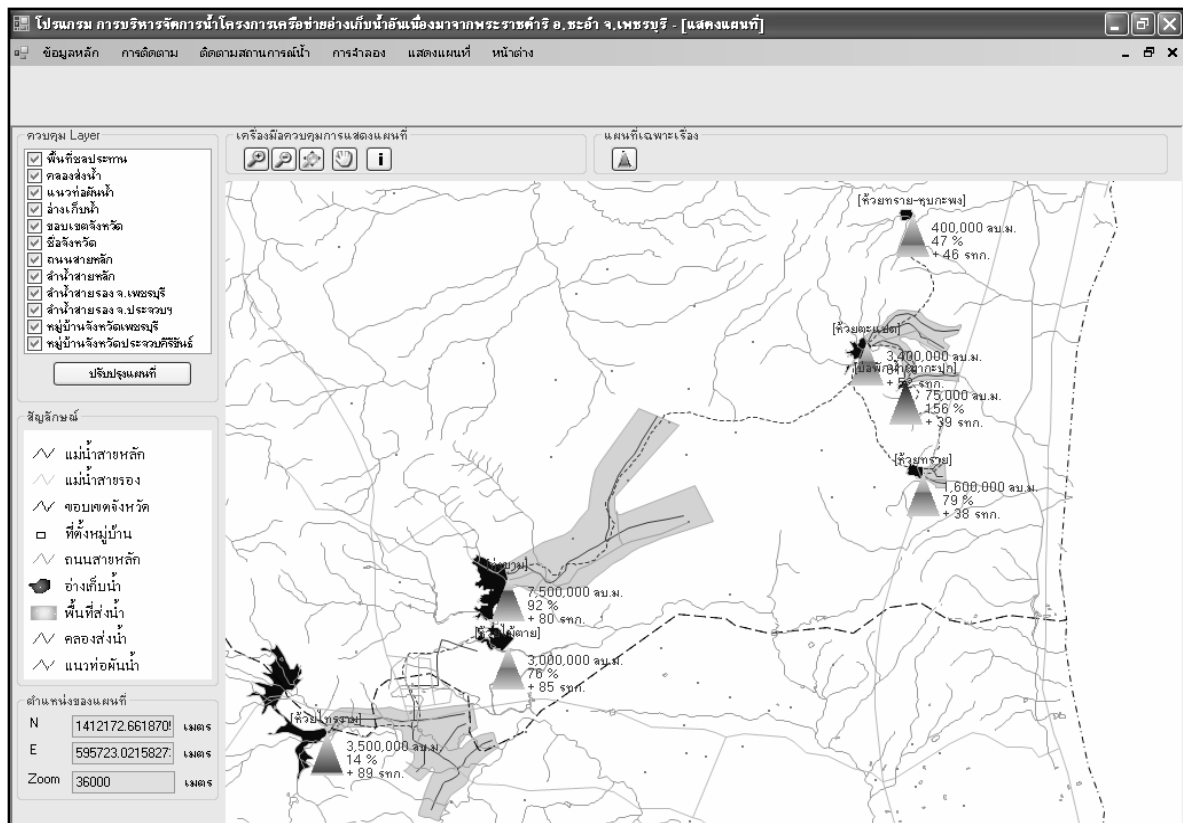 โปรแกรม การบริหารจัดการน้ำโครงการเครือข่ายอ่างเก็บน้ำอันเนื่องมาจากพระราชดำริ อ.ชะอำ จ.เพชรบุรี - [แสดงแผนที่]
ข้อมูลหลัก การติดตาม ติดตามสถานการณ์น้ำ การจำลอง แสดงแผนที่ หน้าต่าง
ควบคุม Layer
พื้นที่ชลประทาน
คลองส่งน้ำ
แนวท่อผันน้ำ
อ่างเก็บน้ำ
ขอบเขตจังหวัด
ชื่อจังหวัด
ถนนสายหลัก
ลำน้ำสายหลัก
ลำน้ำสายรอง จ.เพชรบุรี
ลำน้ำสายรอง จ.ประจวบฯ
หมู่บ้านจังหวัดเพชรบุรี
หมู่บ้านจังหวัดประจวบคีรีขันธ์
ปรับปรุงแผนที่
เครื่องมือควบคุมการแสดงแผนที่
i
แผนที่เฉพาะเรื่อง
สัญลักษณ์
แม่น้ำสายหลัก
แม่น้ำสายรอง
ขอบเขตจังหวัด
ที่ตั้งหมู่บ้าน
ถนนสายหลัก
อ่างเก็บน้ำ
พื้นที่ส่งน้ำ
คลองส่งน้ำ
แนวท่อผันน้ำ
ตำแหน่งของแผนที่
N 1412172.661870 เมตร
E 595723.0215827 เมตร
Zoom 36000 เมตร
[ห้วยทราย-หุบกะพง]
400,000 ลบ.ม.
47 %
+ 46 รทก.
[ห้วยตะแปด]
3,400,000 ลบ.ม.
รทก.
75,000 ลบ.ม.
156 %
+ 39 รทก.
[ห้วยทราย]
1,600,000 ลบ.ม.
79 %
+ 38 รทก.
7,500,000 ลบ.ม.
92 %
+ 80 รทก.
[ห้วยไม้ตาย]
3,000,000 ลบ.ม.
76 %
+ 85 รทก.
[ห้วยไทรงาม]
3,500,000 ลบ.ม.
14 %
+ 89 รทก.